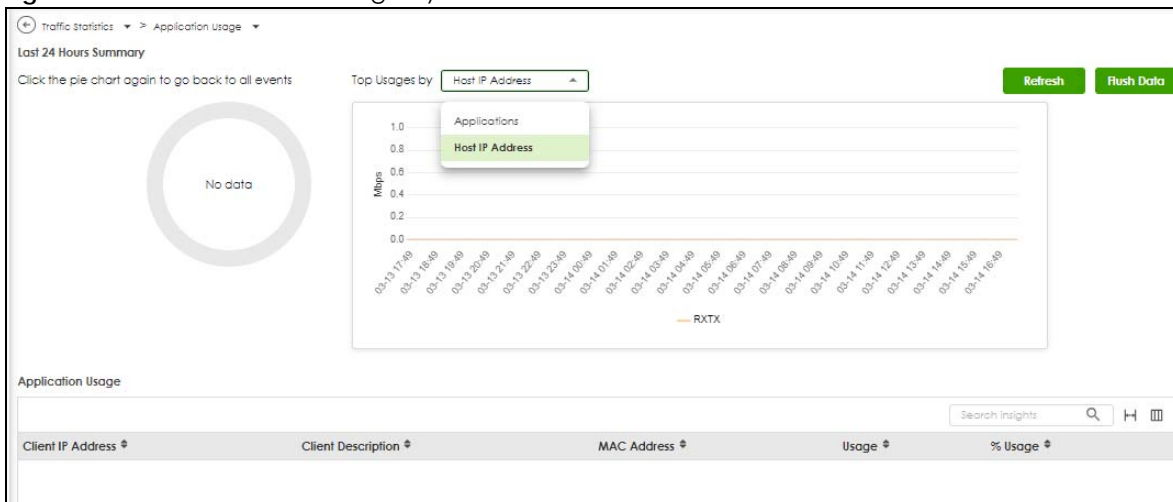 Traffic Statistics > Application Usage
Last 24 Hours Summary
Click the pie chart again to go back to all events
Top Usages by Host IP Address
Refresh Flush Data
Applications
Host IP Address
No data
Mbps
1.0
0.8
0.6
0.4
0.2
0.0
03-13 17:49
03-13 18:49
03-13 19:49
03-13 20:49
03-13 21:49
03-13 22:49
03-13 23:49
03-14 00:49
03-14 01:49
03-14 02:49
03-14 03:49
03-14 04:49
03-14 05:49
03-14 06:49
03-14 07:49
03-14 08:49
03-14 09:49
03-14 10:49
03-14 11:49
03-14 12:49
03-14 13:49
03-14 14:49
03-14 15:49
03-14 16:49
RXTX
Application Usage
Search insights
Client IP Address Client Description MAC Address Usage % Usage